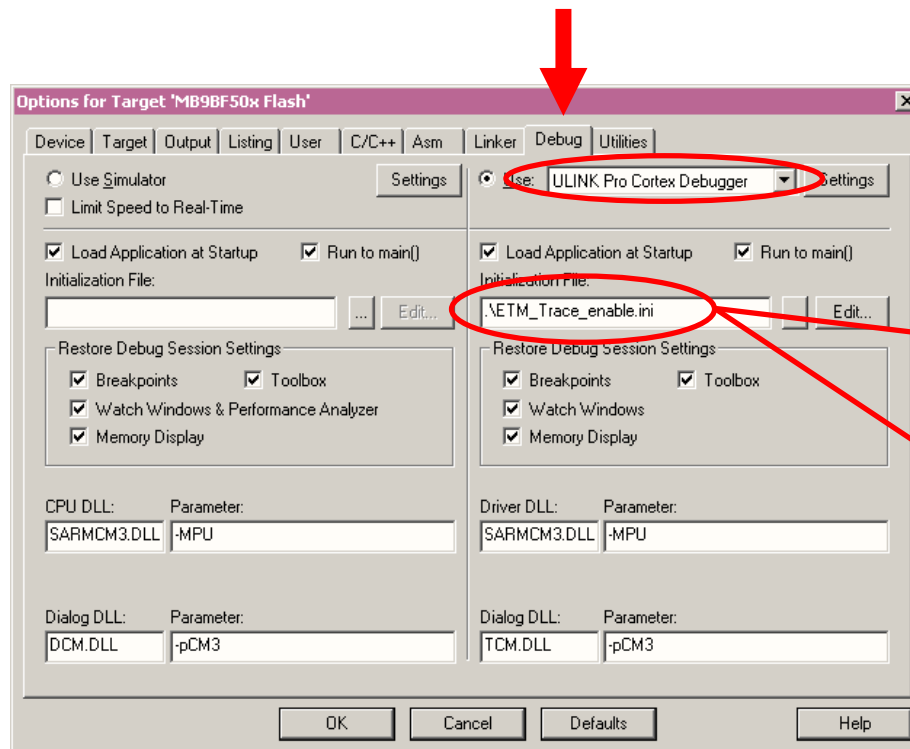 Options for Target 'MB9BF50x Flash'
Device Target Output Listing User C/C++ Asm Linker Debug Utilities
Use Simulator Settings Use: ULINK Pro Cortex Debugger Settings
Limit Speed to Real-Time
Load Application at Startup Run to main() Load Application at Startup Run to main()
Initialization File: Initialization File:
... Edit... .\ETM_Trace_enable.ini Edit...
Restore Debug Session Settings Restore Debug Session Settings
Breakpoints Toolbox Breakpoints Toolbox
Watch Windows & Performance Analyzer Watch Windows
Memory Display Memory Display
CPU DLL: Parameter: Driver DLL: Parameter:
SARMCM3.DLL -MPU SARMCM3.DLL -MPU
Dialog DLL: Parameter: Dialog DLL: Parameter:
DCM.DLL -pCM3 TCM.DLL -pCM3
OK Cancel Defaults Help